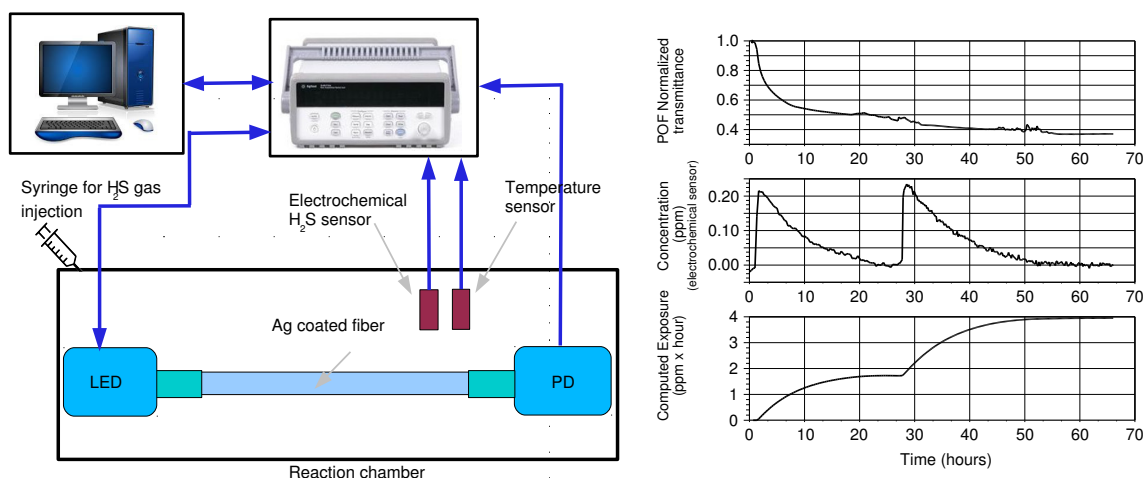 Syringe for H2S gas
injection
Electrochemical
H2S sensor
Temperature
sensor
Ag coated fiber
LED
PD
Reaction chamber
POF Normalized
transmittance
1.0
0.8
0.6
0.4
0 10 20 30 40 50 60 70
Concentration
(ppm)
(electrochemical sensor)
0.20
0.10
0.00
0 10 20 30 40 50 60 70
Computed Exposure
(ppm x hour)
4
3
2
1
0
0 10 20 30 40 50 60 70
Time (hours)